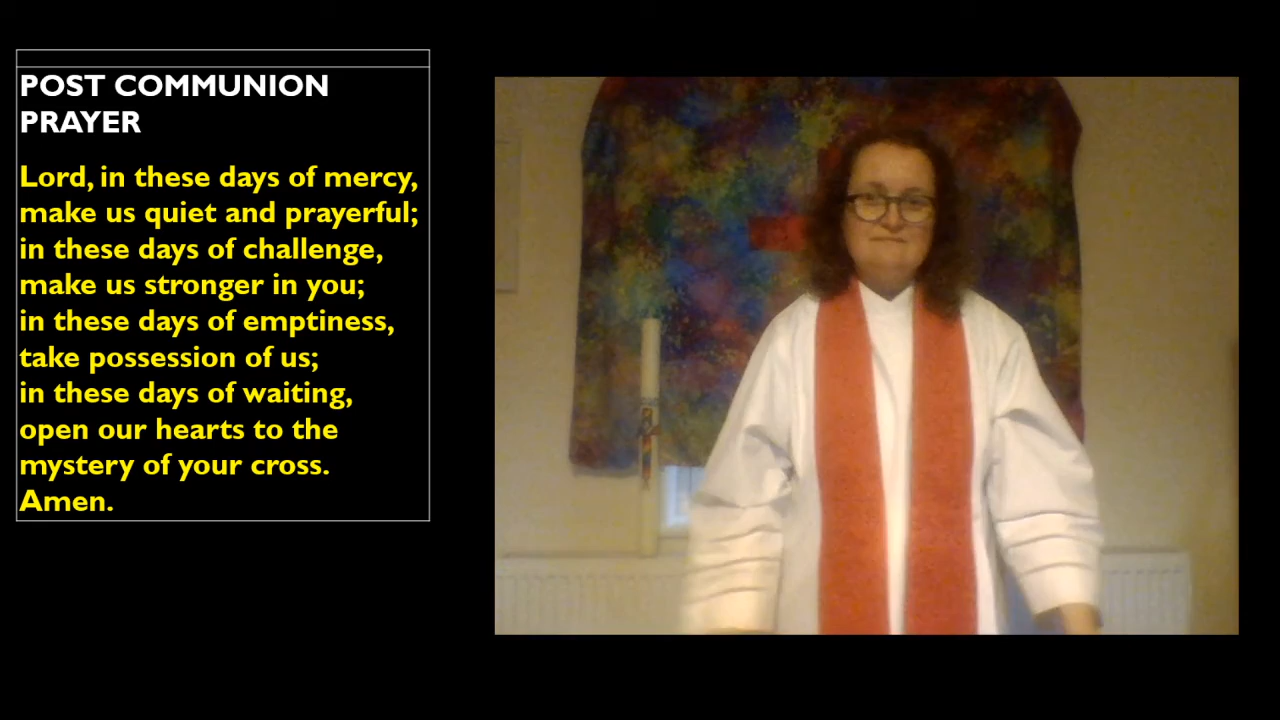 POST COMMUNION
PRAYER
Lord, in these days of mercy,
make us quiet and prayerful;
in these days of challenge,
make us stronger in you;
in these days of emptiness,
take possession of us;
in these days of waiting,
open our hearts to the
mystery of your cross.
Amen.